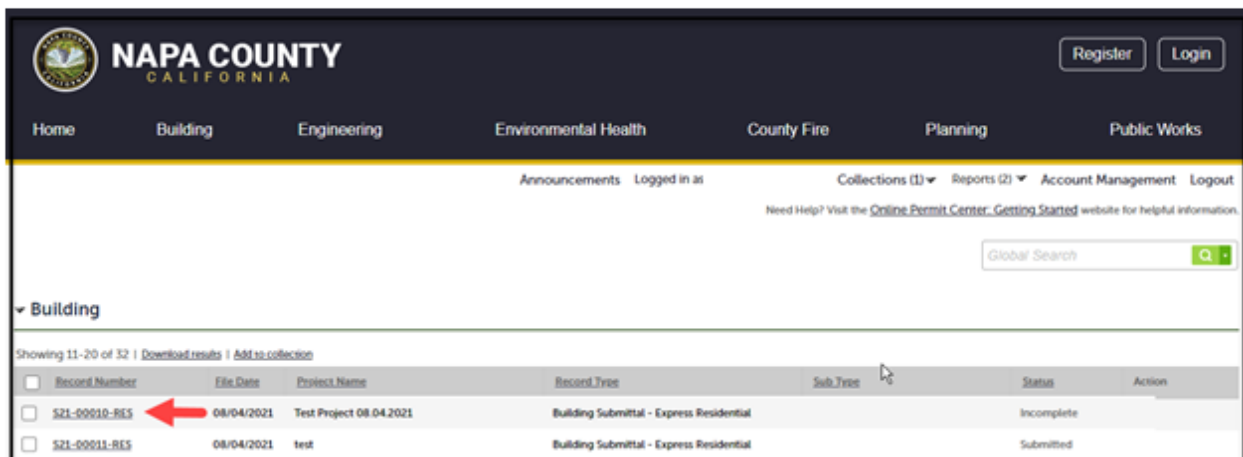 NAPA COUNTY
CALIFORNIA
Register Login
Home Building Engineering Environmental Health County Fire Planning Public Works
Announcements Logged in as Collections (1) Reports (2) Account Management Logout
Need Help? Visit the Online Permit Center: Getting Started website for helpful information.
Global Search
Building
Showing 11-20 of 32 | Download results | Add to collection
Record Number File Date Project Name Record Type Sub Type Status Action
S21-00010-RES 08/04/2021 Test Project 08.04.2021 Building Submittal - Express Residential Incomplete
S21-00011-RES 08/04/2021 test Building Submittal - Express Residential Submitted